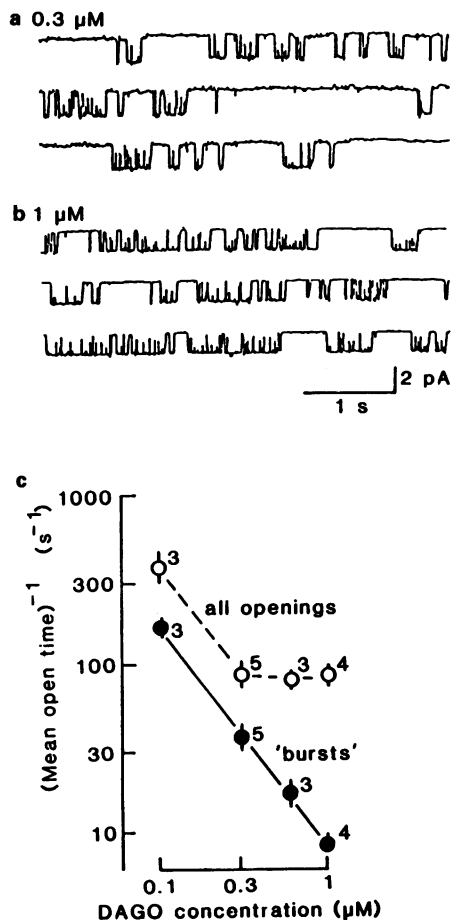 a 0.3 μM
b 1 μM
2 pA
1 s
c
(Mean open time)⁻¹ (s⁻¹)
1000
300
100
30
10
3
3
all openings
5
3
4
5
'bursts'
3
4
0.1
0.3
1
DAGO concentration (μM)